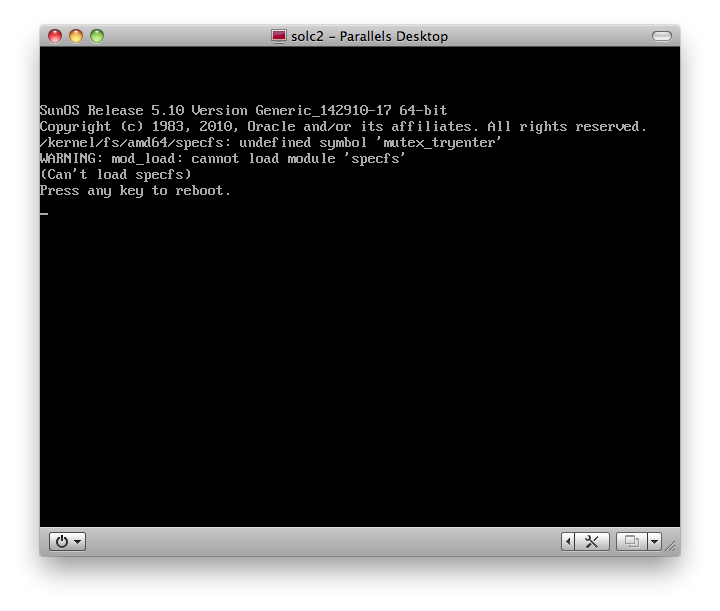 solc2 - Parallels Desktop
SunOS Release 5.10 Version Generic_142910-17 64-bit
Copyright (c) 1983, 2010, Oracle and/or its affiliates. All rights reserved.
/kernel/fs/amd64/specfs: undefined symbol 'mutex_tryenter'
WARNING: mod_load: cannot load module 'specfs'
(Can't load specfs)
Press any key to reboot.